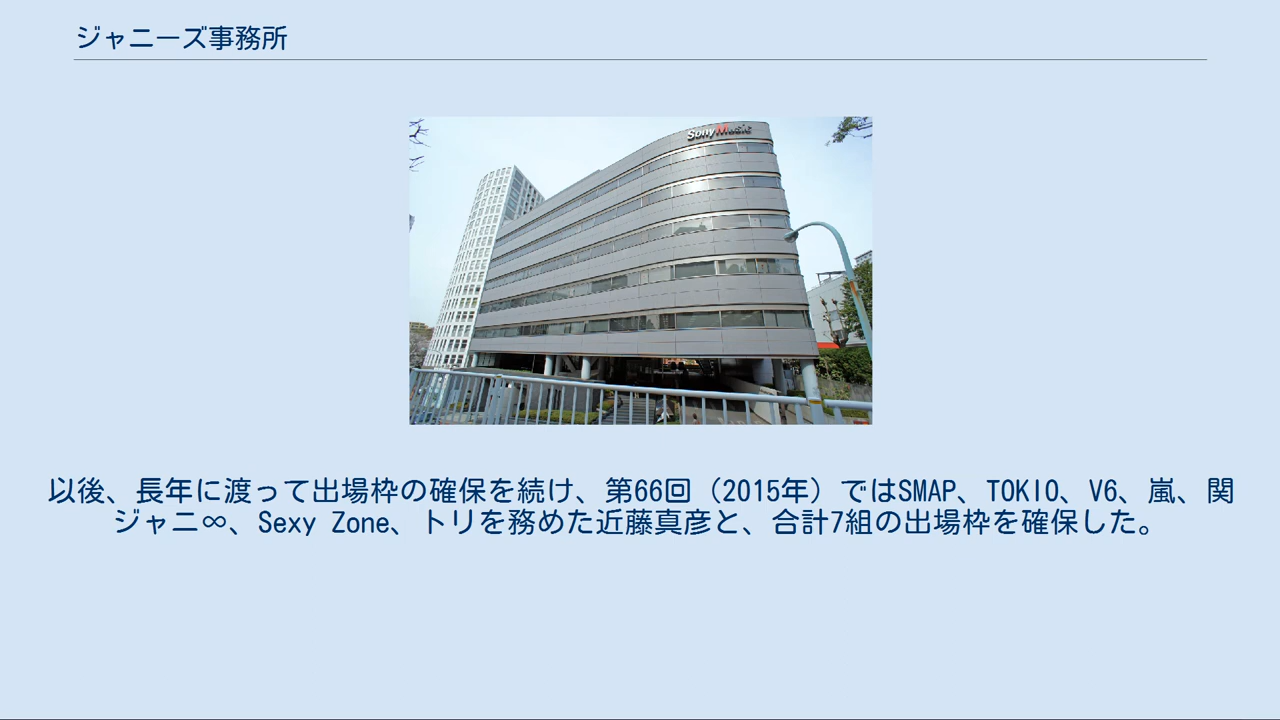 ジャニーズ事務所
Sony Music
以後、長年に渡って出場枠の確保を続け、第66回（2015年）ではSMAP、TOKIO、V6、嵐、関
ジャニ∞、Sexy Zone、トリを務めた近藤真彦と、合計7組の出場枠を確保した。